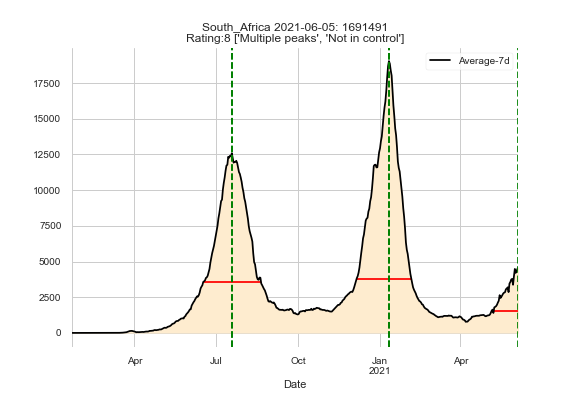 South_Africa 2021-06-05: 1691491
Rating:8 ['Multiple peaks', 'Not in control']
Average-7d
17500
15000
12500
10000
7500
5000
2500
0
Apr Jul Oct Jan Apr
2021
Date